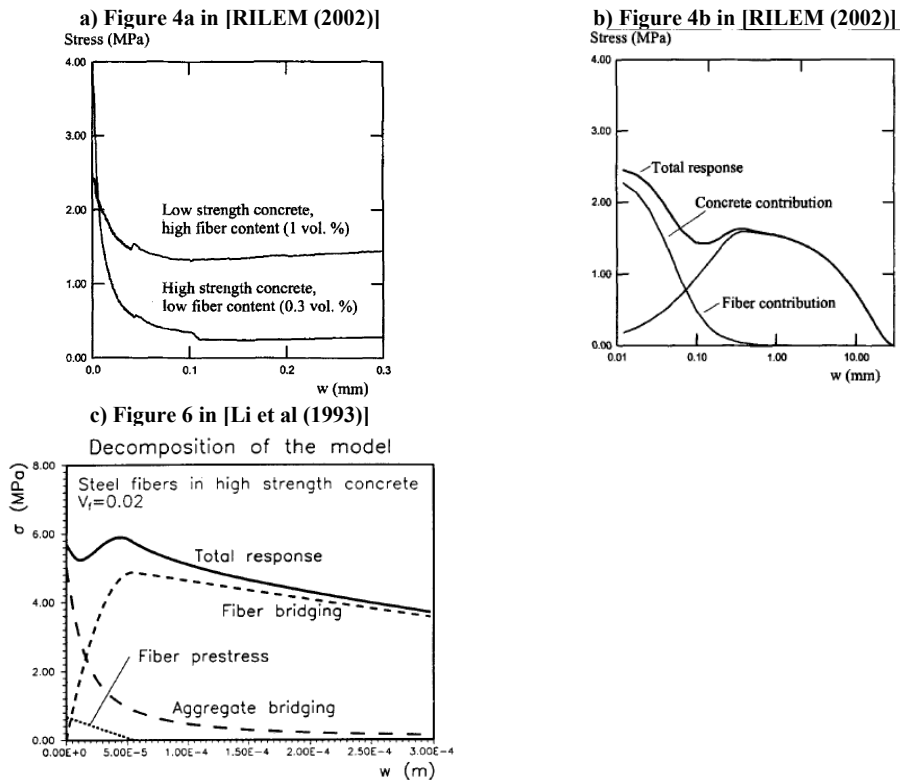 a) Figure 4a in [RILEM (2002)]
Stress (MPa)
4.00
3.00
2.00
1.00
0.00
Low strength concrete,
high fiber content (1 vol. %)
High strength concrete,
low fiber content (0.3 vol. %)
0.0 0.1 0.2 0.3
w (mm)
b) Figure 4b in [RILEM (2002)]
Stress (MPa)
4.00
3.00
2.00
1.00
0.00
Total response
Concrete contribution
Fiber contribution
0.01 0.10 1.00 10.00
w (mm)
c) Figure 6 in [Li et al (1993)]
Decomposition of the model
σ (MPa)
8.00
6.00
4.00
2.00
0.00
Steel fibers in high strength concrete
Vf=0.02
Total response
Fiber bridging
Fiber prestress
Aggregate bridging
0.00E+0 5.00E-5 1.00E-4 1.50E-4 2.00E-4 2.50E-4 3.00E-4
w (m)